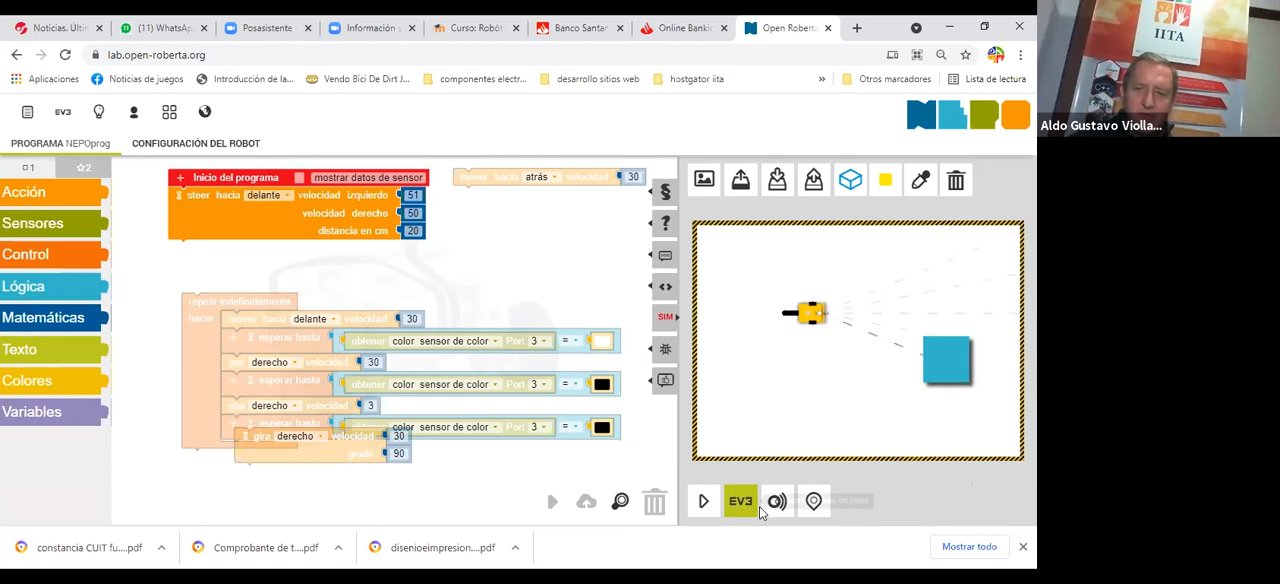 Noticias. Últin
(11) WhatsAp
Posasistente
Información s
Curso: Robót
Banco Santar
Online Bankin
Open Roberta
lab.open-roberta.org
Aplicaciones
Noticias de juegos
Introducción de la...
Vendo Bici De Dirt J...
componentes electr...
desarrollo sitios web
hostgator iita
»
Otros marcadores
Lista de lectura
IITA
Aldo Gustavo Violla...
EV3
PROGRAMA NEPOprog
CONFIGURACIÓN DEL ROBOT
1
2
Acción
Sensores
Control
Lógica
Matemáticas
Texto
Colores
Variables
+ Inicio del programa mostrar datos de sensor
steer hacia delante velocidad izquierdo 51
velocidad derecho 50
distancia en cm 20
mover hacia atrás velocidad 30
repetir indefinidamente
hacer mover hacia delante velocidad 30
esperar hasta obtener color sensor de color Port 3 =
derecho velocidad 30
esperar hasta obtener color sensor de color Port 3 =
derecho velocidad 3
esperar hasta obtener color sensor de color Port 3 =
gira derecho velocidad 30
grado 90
SIM
EV3
constancia CUIT fu....pdf
Comprobante de t....pdf
disenioeimpresion....pdf
Mostrar todo